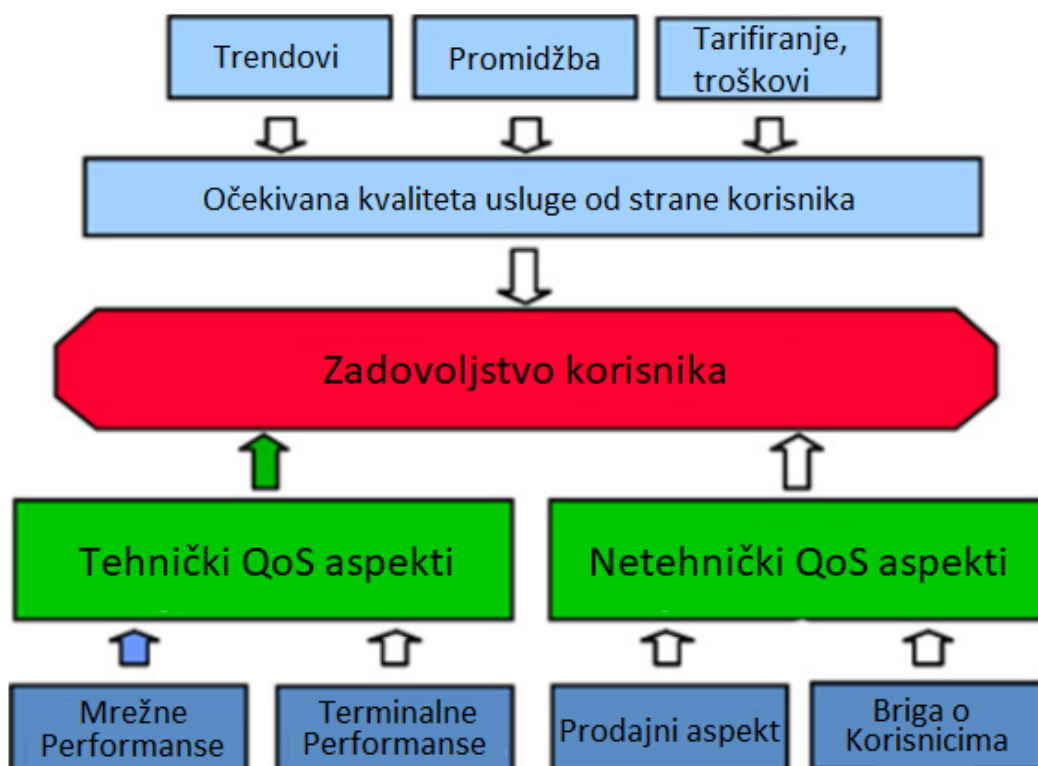 Trendovi
Promidžba
Tarifiranje,
troškovi
Očekivana kvaliteta usluge od strane korisnika
Zadovoljstvo korisnika
Tehnički QoS aspekti
Netehnički QoS aspekti
Mrežne
Performanse
Terminalne
Performanse
Prodajni aspekt
Briga o
Korisnicima